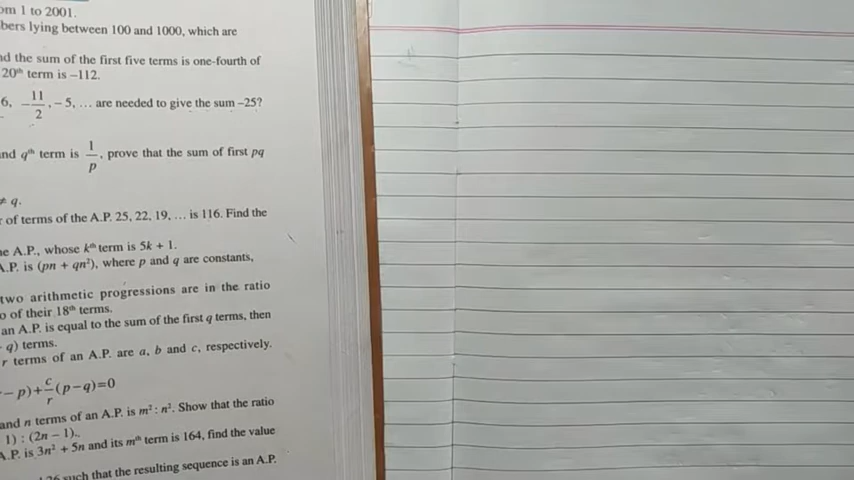 om 1 to 2001.
bers lying between 100 and 1000, which are
nd the sum of the first five terms is one-fourth of
20th term is –112.
6, –11/2, – 5, … are needed to give the sum –25?
and qth term is 1/p, prove that the sum of first pq
≠ q.
r of terms of the A.P. 25, 22, 19, … is 116. Find the
he A.P., whose kth term is 5k + 1.
A.P. is (pn + qn²), where p and q are constants,
two arithmetic progressions are in the ratio
o of their 18th terms.
an A.P. is equal to the sum of the first q terms, then
q) terms.
r terms of an A.P. are a, b and c, respectively.
– p)+c/r(p–q)=0
and n terms of an A.P. is m² : n². Show that the ratio
1) : (2n – 1).
A.P. is 3n² + 5n and its mth term is 164, find the value
26 such that the resulting sequence is an A.P.